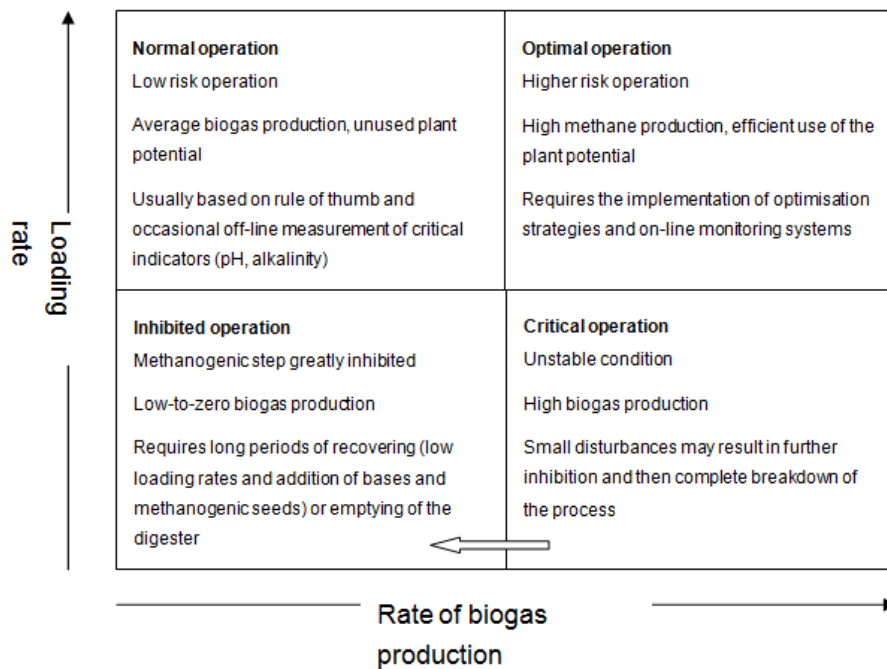 Normal operation
Low risk operation
Average biogas production, unused plant
potential
Usually based on rule of thumb and
occasional off-line measurement of critical
indicators (pH, alkalinity)
Optimal operation
Higher risk operation
High methane production, efficient use of the
plant potential
Requires the implementation of optimisation
strategies and on-line monitoring systems
Loading
rate
Inhibited operation
Methanogenic step greatly inhibited
Low-to-zero biogas production
Requires long periods of recovering (low
loading rates and addition of bases and
methanogenic seeds) or emptying of the
digester
Critical operation
Unstable condition
High biogas production
Small disturbances may result in further
inhibition and then complete breakdown of
the process
Rate of biogas
production